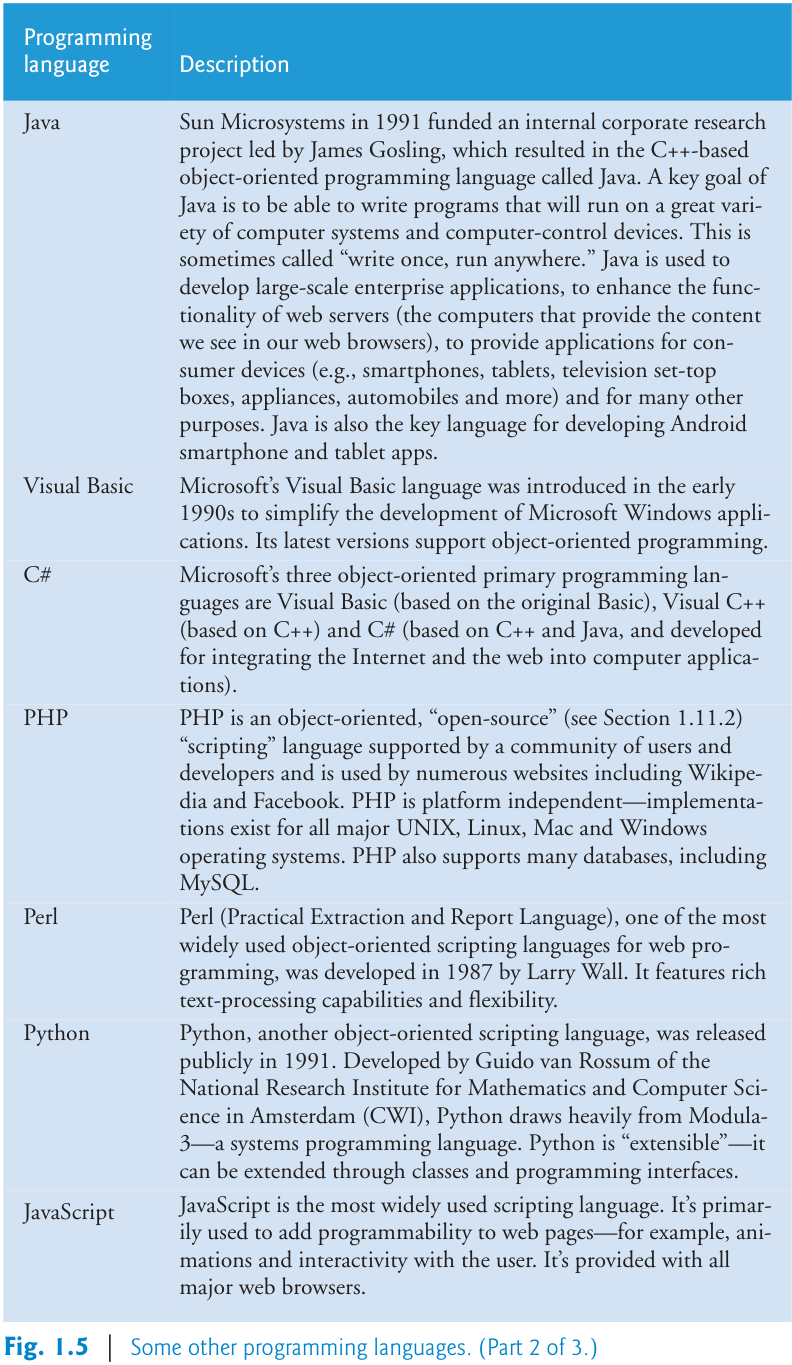 Programming
language
Description
Java
Sun Microsystems in 1991 funded an internal corporate research
project led by James Gosling, which resulted in the C++-based
object-oriented programming language called Java. A key goal of
Java is to be able to write programs that will run on a great vari-
ety of computer systems and computer-control devices. This is
sometimes called “write once, run anywhere.” Java is used to
develop large-scale enterprise applications, to enhance the func-
tionality of web servers (the computers that provide the content
we see in our web browsers), to provide applications for con-
sumer devices (e.g., smartphones, tablets, television set-top
boxes, appliances, automobiles and more) and for many other
purposes. Java is also the key language for developing Android
smartphone and tablet apps.
Visual Basic
Microsoft’s Visual Basic language was introduced in the early
1990s to simplify the development of Microsoft Windows appli-
cations. Its latest versions support object-oriented programming.
C#
Microsoft’s three object-oriented primary programming lan-
guages are Visual Basic (based on the original Basic), Visual C++
(based on C++) and C# (based on C++ and Java, and developed
for integrating the Internet and the web into computer applica-
tions).
PHP
PHP is an object-oriented, “open-source” (see Section 1.11.2)
“scripting” language supported by a community of users and
developers and is used by numerous websites including Wikipe-
dia and Facebook. PHP is platform independent—implementa-
tions exist for all major UNIX, Linux, Mac and Windows
operating systems. PHP also supports many databases, including
MySQL.
Perl
Perl (Practical Extraction and Report Language), one of the most
widely used object-oriented scripting languages for web pro-
gramming, was developed in 1987 by Larry Wall. It features rich
text-processing capabilities and flexibility.
Python
Python, another object-oriented scripting language, was released
publicly in 1991. Developed by Guido van Rossum of the
National Research Institute for Mathematics and Computer Sci-
ence in Amsterdam (CWI), Python draws heavily from Modula-
3—a systems programming language. Python is “extensible”—it
can be extended through classes and programming interfaces.
JavaScript
JavaScript is the most widely used scripting language. It’s primar-
ily used to add programmability to web pages—for example, ani-
mations and interactivity with the user. It’s provided with all
major web browsers.
Fig. 1.5 | Some other programming languages. (Part 2 of 3.)